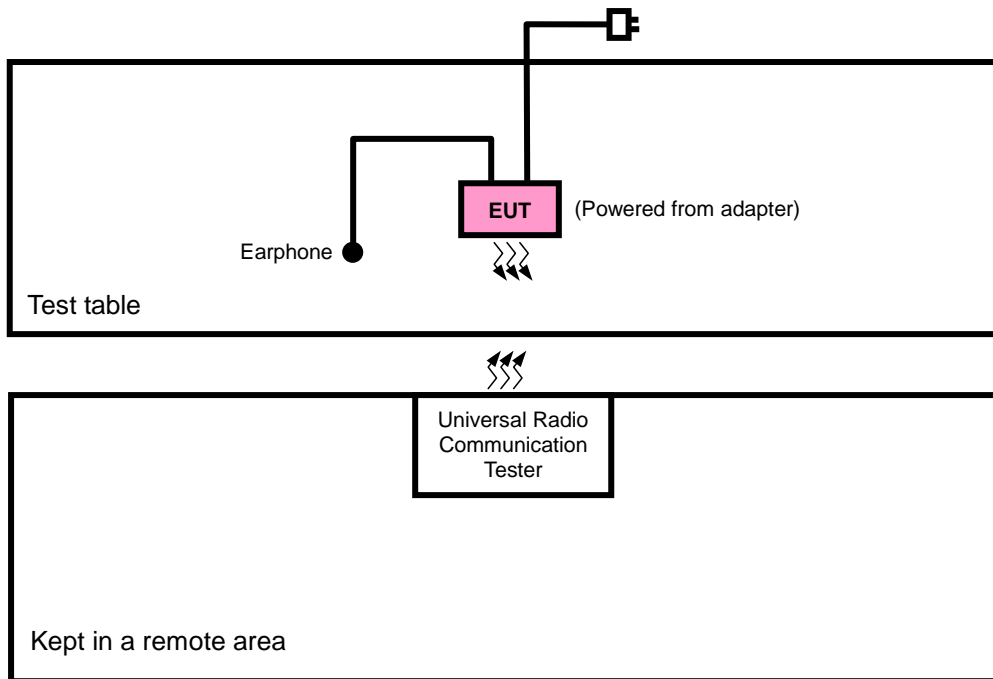 EUT
(Powered from adapter)
Earphone
Test table
Universal Radio
Communication
Tester
Kept in a remote area